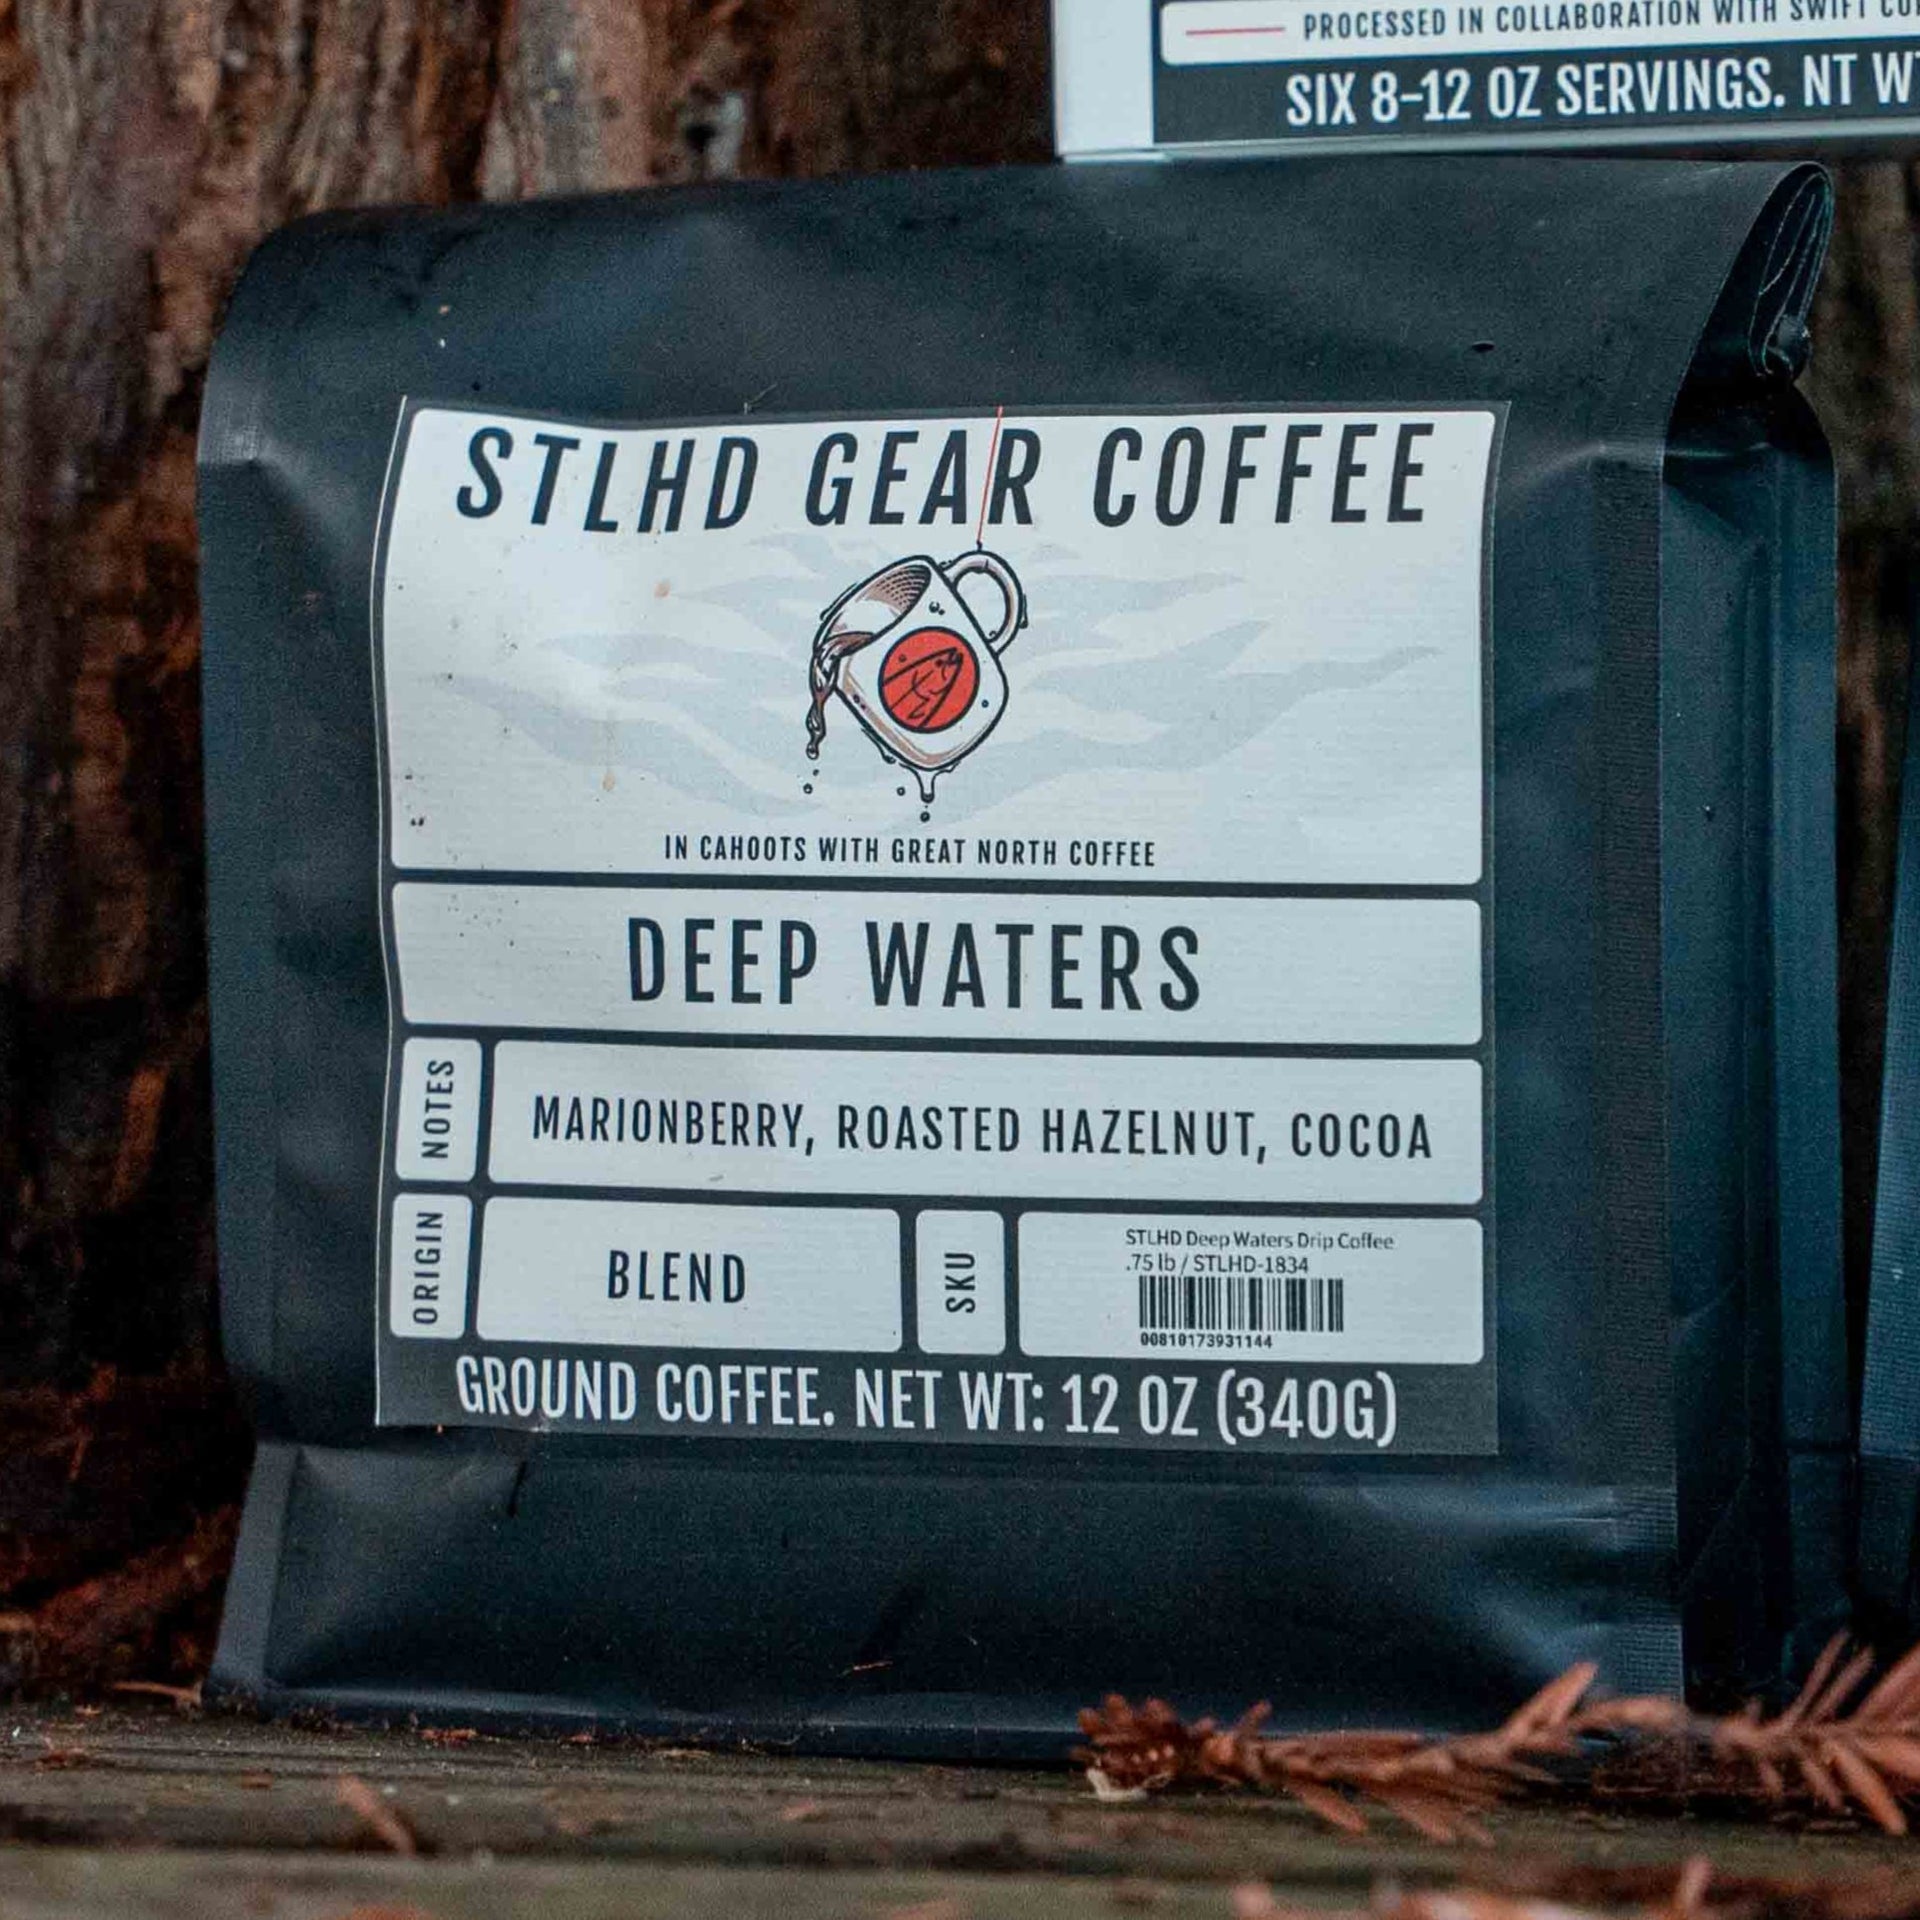 PROCESSED IN COLLABORATION WITH SWIFT
SIX 8-12 OZ SERVINGS. NT
STLHD GEAR COFFEE
IN CAHOOTS WITH GREAT NORTH COFFEE
DEEP WATERS
NOTES
MARIONBERRY, ROASTED HAZELNUT, COCOA
ORIGIN
BLEND
SKU
STLHD Deep Waters Drip Coffee
.75 lb / STLHD-1834
00810173931144
GROUND COFFEE. NET WT: 12 OZ (340G)